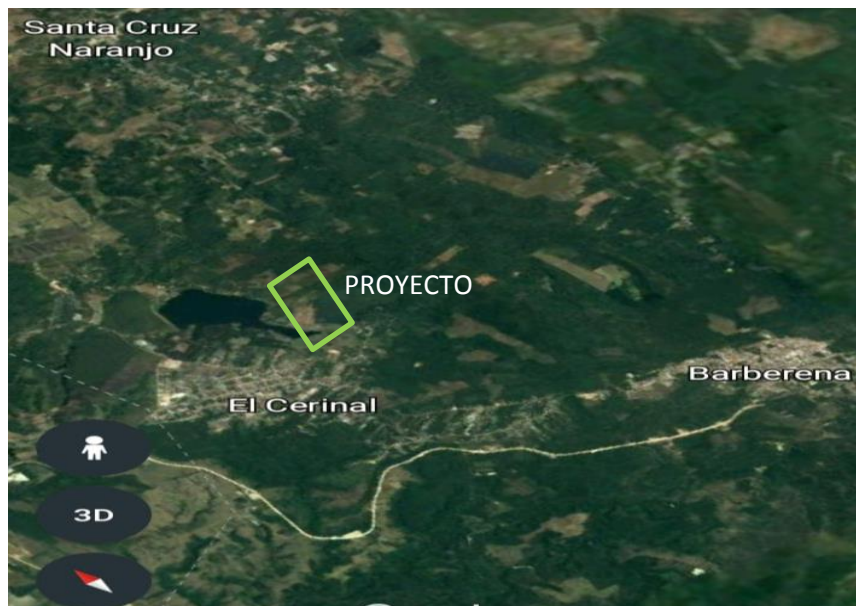 Santa Cruz
Naranjo
PROYECTO
Barberena
El Cerinal
3D